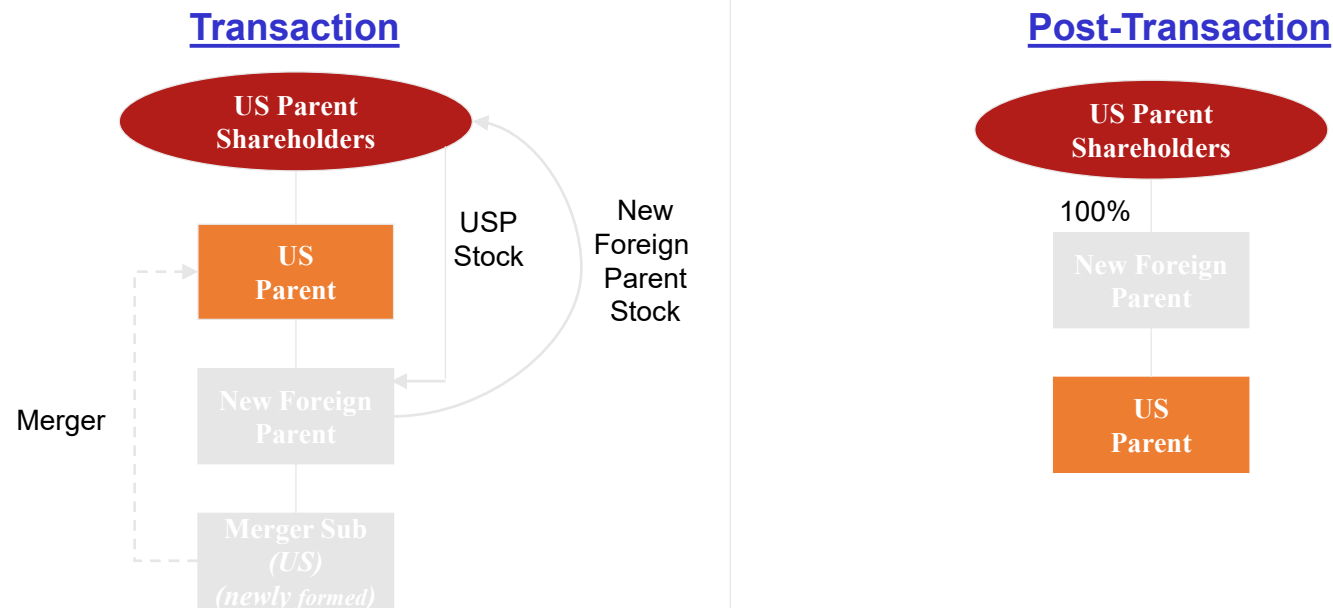 Transaction
US Parent
Shareholders
US
Parent
New Foreign
Parent
Merger Sub
(US)
(newly formed)
Merger
USP
Stock
New
Foreign
Parent
Stock
Post-Transaction
US Parent
Shareholders
100%
New Foreign
Parent
US
Parent